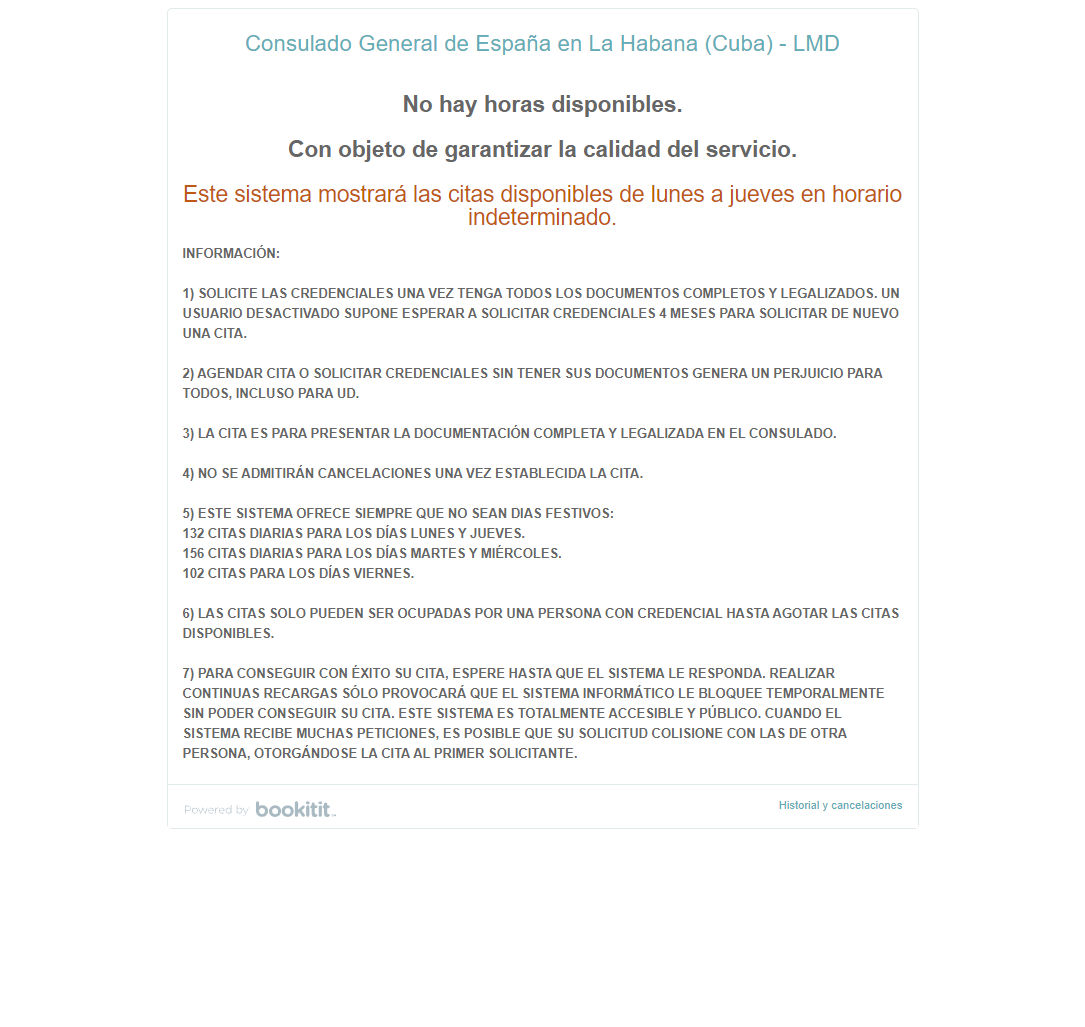 Consulado General de España en La Habana (Cuba) - LMD
No hay horas disponibles.
Con objeto de garantizar la calidad del servicio.
Este sistema mostrará las citas disponibles de lunes a jueves en horario
indeterminado.
INFORMACIÓN:
1) SOLICITE LAS CREDENCIALES UNA VEZ TENGA TODOS LOS DOCUMENTOS COMPLETOS Y LEGALIZADOS. UN
USUARIO DESACTIVADO SUPONE ESPERAR A SOLICITAR CREDENCIALES 4 MESES PARA SOLICITAR DE NUEVO
UNA CITA.
2) AGENDAR CITA O SOLICITAR CREDENCIALES SIN TENER SUS DOCUMENTOS GENERA UN PERJUICIO PARA
TODOS, INCLUSO PARA UD.
3) LA CITA ES PARA PRESENTAR LA DOCUMENTACIÓN COMPLETA Y LEGALIZADA EN EL CONSULADO.
4) NO SE ADMITIRÁN CANCELACIONES UNA VEZ ESTABLECIDA LA CITA.
5) ESTE SISTEMA OFRECE SIEMPRE QUE NO SEAN DIAS FESTIVOS:
132 CITAS DIARIAS PARA LOS DÍAS LUNES Y JUEVES.
156 CITAS DIARIAS PARA LOS DÍAS MARTES Y MIÉRCOLES.
102 CITAS PARA LOS DÍAS VIERNES.
6) LAS CITAS SOLO PUEDEN SER OCUPADAS POR UNA PERSONA CON CREDENCIAL HASTA AGOTAR LAS CITAS
DISPONIBLES.
7) PARA CONSEGUIR CON ÉXITO SU CITA, ESPERE HASTA QUE EL SISTEMA LE RESPONDA. REALIZAR
CONTINUAS RECARGAS SÓLO PROVOCARÁ QUE EL SISTEMA INFORMÁTICO LE BLOQUEE TEMPORALMENTE
SIN PODER CONSEGUIR SU CITA. ESTE SISTEMA ES TOTALMENTE ACCESIBLE Y PÚBLICO. CUANDO EL
SISTEMA RECIBE MUCHAS PETICIONES, ES POSIBLE QUE SU SOLICITUD COLISIONE CON LAS DE OTRA
PERSONA, OTORGÁNDOSE LA CITA AL PRIMER SOLICITANTE.
Powered by bookitit
Historial y cancelaciones